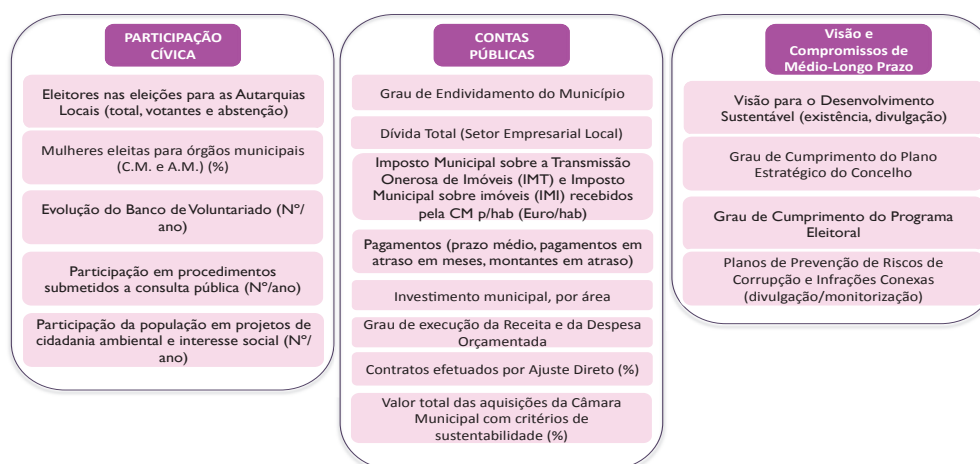 PARTICIPAÇÃO
CÍVICA
Eleitores nas eleições para as Autarquias
Locais (total, votantes e abstenção)
Mulheres eleitas para órgãos municipais
(C.M. e A.M.) (%)
Evolução do Banco de Voluntariado (Nº/
ano)
Participação em procedimentos
submetidos a consulta pública (Nº/ano)
Participação da população em projetos de
cidadania ambiental e interesse social (Nº/
ano)
CONTAS
PÚBLICAS
Grau de Endividamento do Município
Dívida Total (Setor Empresarial Local)
Imposto Municipal sobre a Transmissão
Onerosa de Imóveis (IMT) e Imposto
Municipal sobre imóveis (IMI) recebidos
pela CM p/hab (Euro/hab)
Pagamentos (prazo médio, pagamentos em
atraso em meses, montantes em atraso)
Investimento municipal, por área
Grau de execução da Receita e da Despesa
Orçamentada
Contratos efetuados por Ajuste Direto (%)
Valor total das aquisições da Câmara
Municipal com critérios de
sustentabilidade (%)
Visão e
Compromissos de
Médio-Longo Prazo
Visão para o Desenvolvimento
Sustentável (existência, divulgação)
Grau de Cumprimento do Plano
Estratégico do Concelho
Grau de Cumprimento do Programa
Eleitoral
Planos de Prevenção de Riscos de
Corrupção e Infrações Conexas
(divulgação/monitorização)